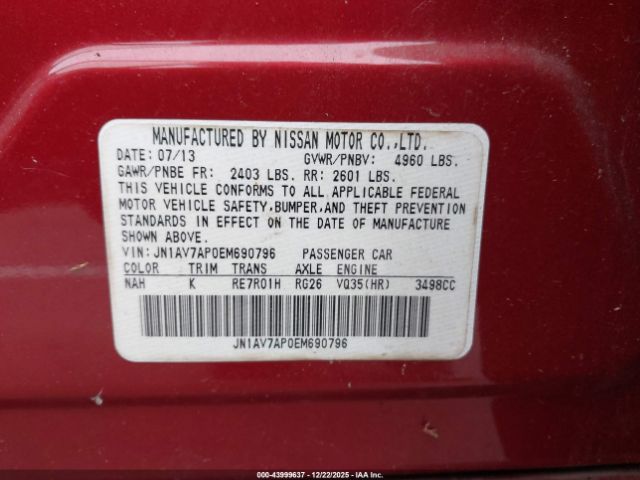 MANUFACTURED BY NISSAN MOTOR CO.,LTD.
DATE: 07/13 GVWR/PNBV: 4960 LBS.
GAWR/PNBE FR: 2403 LBS. RR: 2601 LBS.
THIS VEHICLE CONFORMS TO ALL APPLICABLE FEDERAL
MOTOR VEHICLE SAFETY,BUMPER,AND THEFT PREVENTION
STANDARDS IN EFFECT ON THE DATE OF MANUFACTURE
SHOWN ABOVE.
VIN: JN1AV7AP0EM690796 PASSENGER CAR
COLOR TRIM TRANS AXLE ENGINE
NAH K RE7R01H RG26 VQ35(HR) 3498CC
JN1AV7AP0EM690796
000-43999637 - 12/22/2025 - IAAI.COM